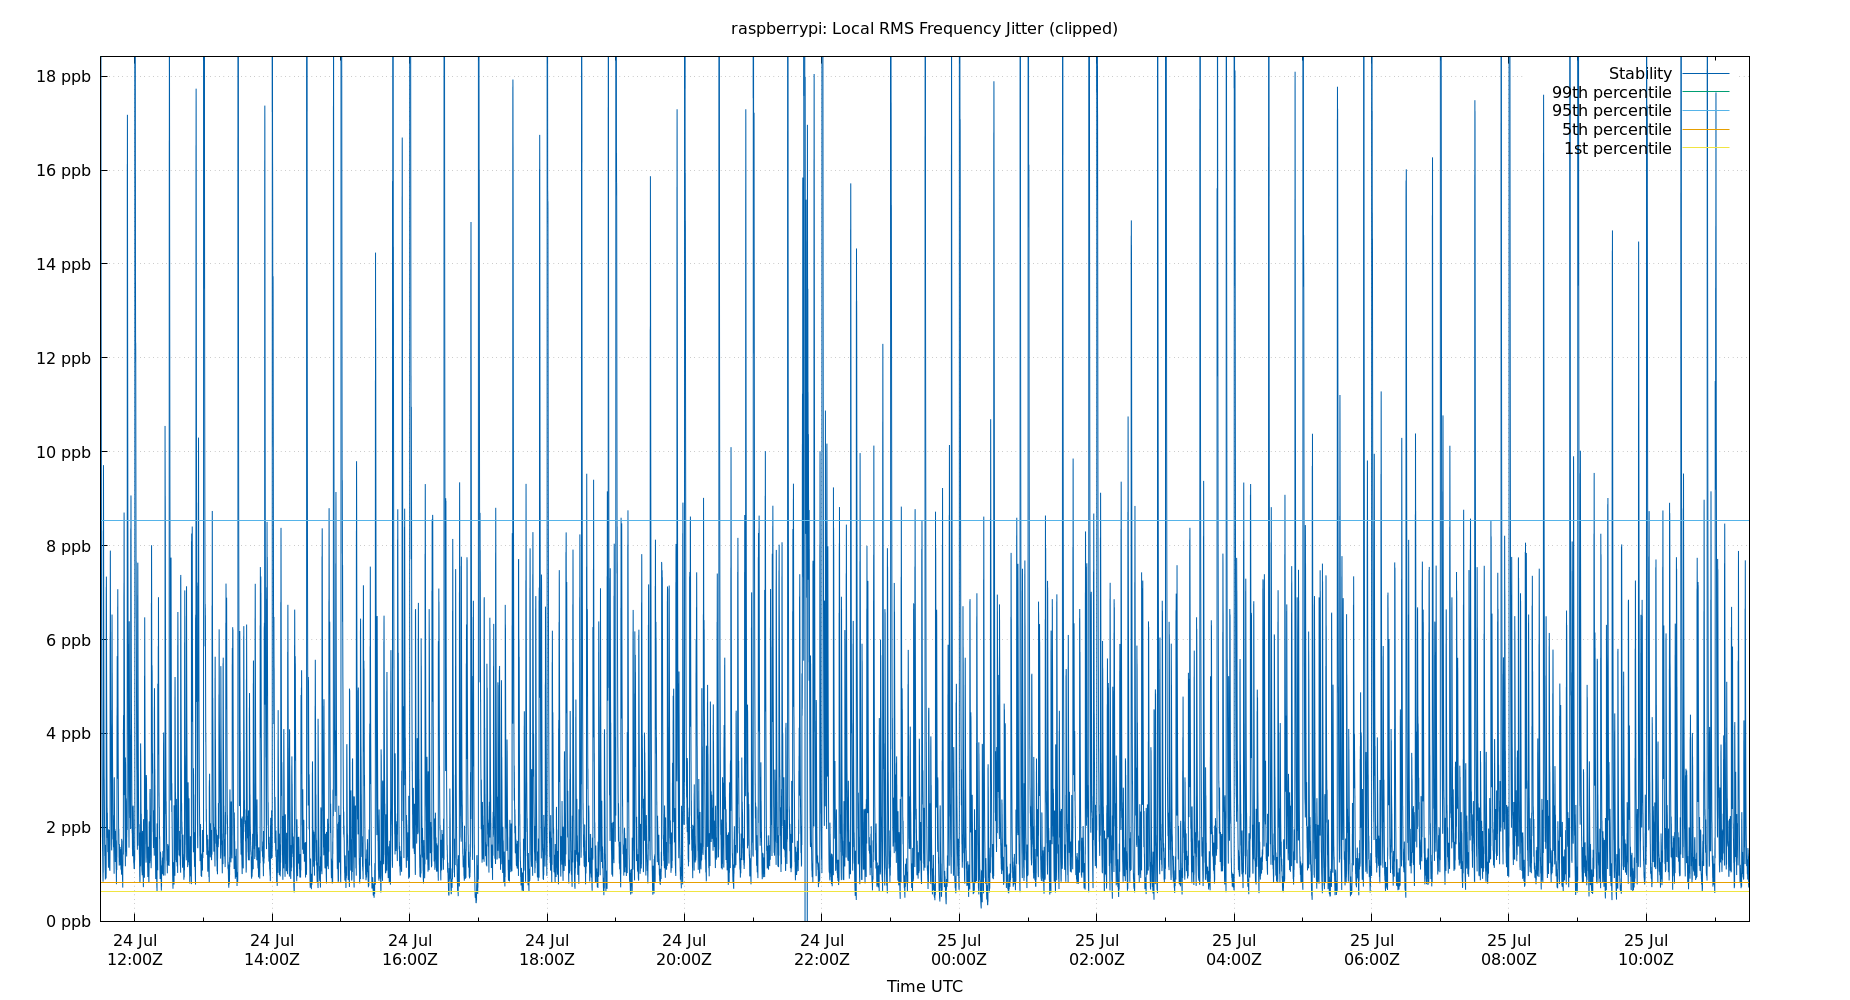 raspberrypi: Local RMS Frequency Jitter (clipped)
18 ppb
16 ppb
14 ppb
12 ppb
10 ppb
8 ppb
6 ppb
4 ppb
2 ppb
0 ppb
Stability
99th percentile
95th percentile
5th percentile
1st percentile
24 Jul 24 Jul 24 Jul 24 Jul 24 Jul 24 Jul 25 Jul 25 Jul 25 Jul 25 Jul 25 Jul 25 Jul
12:00Z 14:00Z 16:00Z 18:00Z 20:00Z 22:00Z 00:00Z 02:00Z 04:00Z 06:00Z 08:00Z 10:00Z
Time UTC